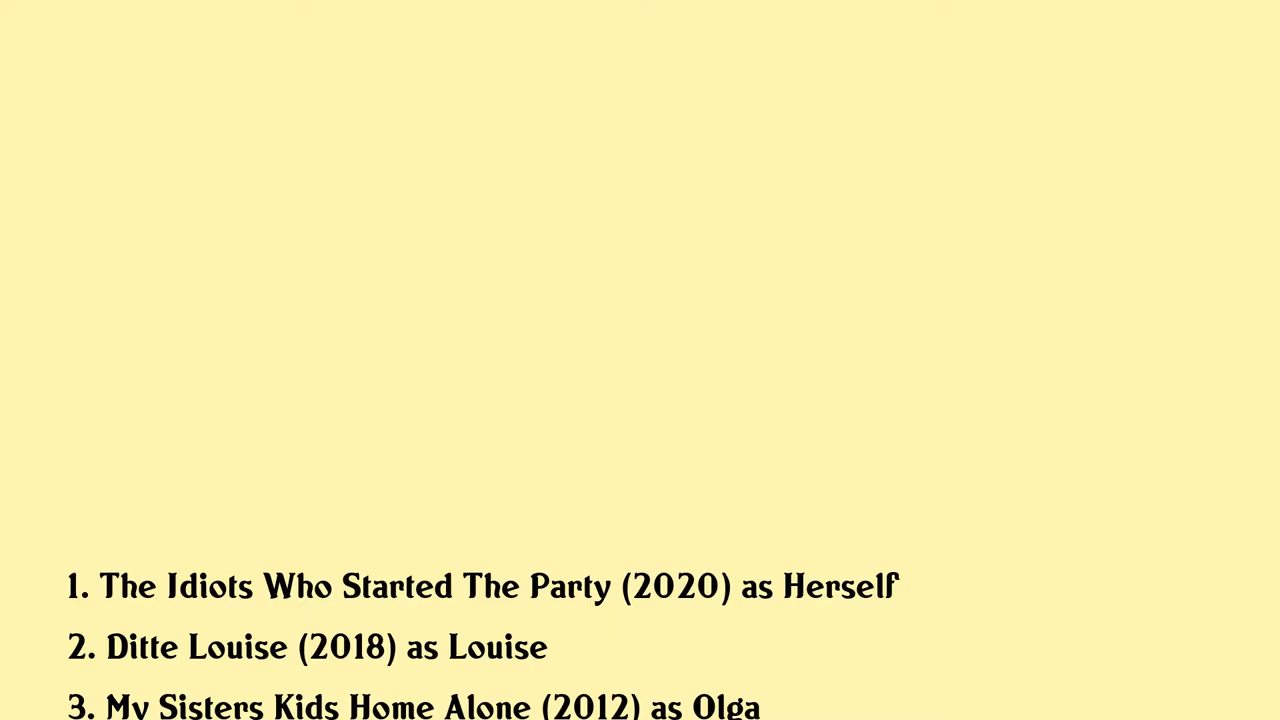 1. The Idiots Who Started The Party (2020) as Herself
2. Ditte Louise (2018) as Louise
3. My Sisters Kids Home Alone (2012) as Olga